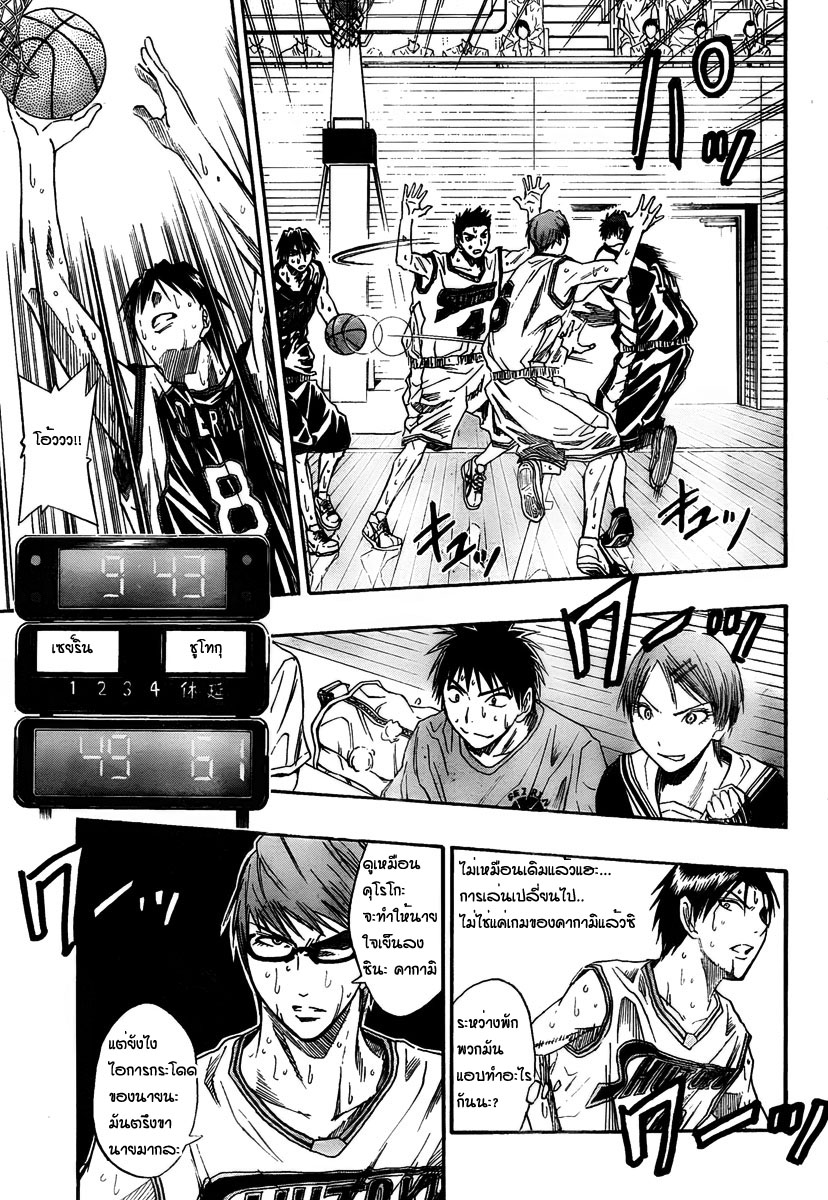 パッ
キュッ
キュッ
โอ้ววว!!
SEIRIN
8
4
9 43
เซย์ริน
ชูโทกุ
1 2 3 4 休 延
49 61
ワーッ
SEIRIN
ไม่เหมือนเดิมแล้วแฮะ...
การเล่นเปลี่ยนไป..
ไม่ใช่แค่เกมของคากามิแล้วซิ
ระหว่างพัก
พวกมัน
แอบทำอะไร
กันนะ?
ワーッ
ดูเหมือน
คุโรโกะ
จะทำให้นาย
ใจเย็นลง
ซินะ คากามิ
แต่ยังไง
ไอการกระโดด
ของนายนะ
มันตรึงขา
นายมากละ
SHUTOKU
ワーッ